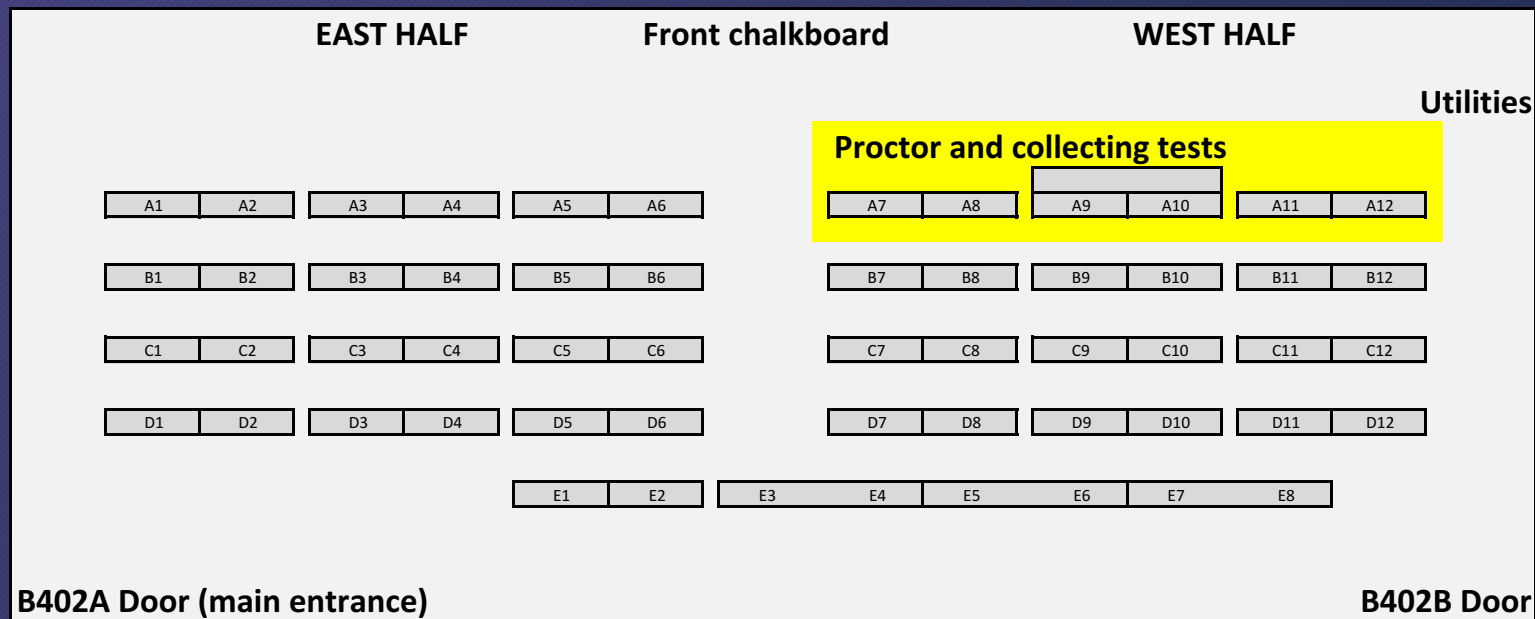 EAST HALF Front chalkboard WEST HALF
Utilities
Proctor and collecting tests
A1 A2 A3 A4 A5 A6 A7 A8 A9 A10 A11 A12
B1 B2 B3 B4 B5 B6 B7 B8 B9 B10 B11 B12
C1 C2 C3 C4 C5 C6 C7 C8 C9 C10 C11 C12
D1 D2 D3 D4 D5 D6 D7 D8 D9 D10 D11 D12
E1 E2 E3 E4 E5 E6 E7 E8
B402A Door (main entrance) B402B Door